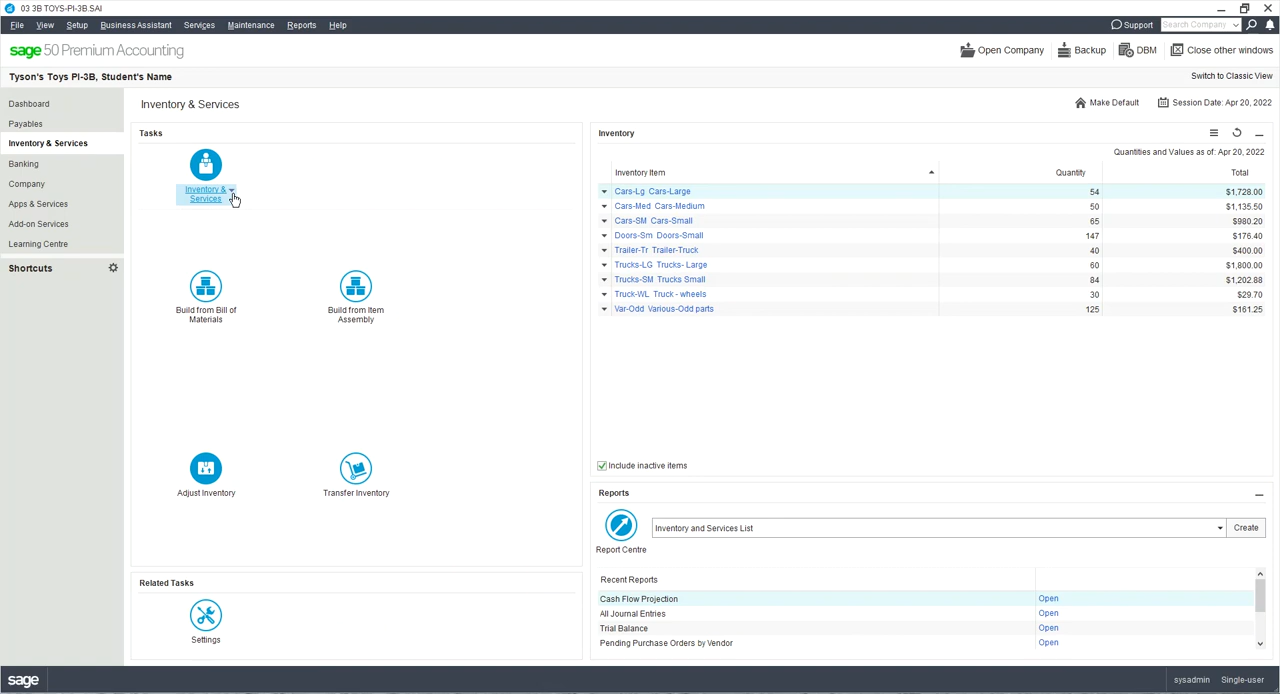 03 3B TOYS-PI-3B.SAI
File View Setup Business Assistant Services Maintenance Reports Help
Support Search Company
sage 50 Premium Accounting
Open Company Backup DBM Close other windows
Tyson's Toys PI-3B, Student's Name
Switch to Classic View
Dashboard
Payables
Inventory & Services
Banking
Company
Apps & Services
Add-on Services
Learning Centre
Shortcuts
Inventory & Services
Make Default Session Date: Apr 20, 2022
Tasks
Inventory &
Services
Build from Bill of
Materials
Build from Item
Assembly
Adjust Inventory
Transfer Inventory
Related Tasks
Settings
Inventory
Quantities and Values as of: Apr 20, 2022
Inventory Item Quantity Total
Cars-Lg Cars-Large 54 $1,728.00
Cars-Med Cars-Medium 50 $1,135.50
Cars-SM Cars-Small 65 $980.20
Doors-Sm Doors-Small 147 $176.40
Trailer-Tr Trailer-Truck 40 $400.00
Trucks-LG Trucks- Large 60 $1,800.00
Trucks-SM Trucks Small 84 $1,202.88
Truck-WL Truck - wheels 30 $29.70
Var-Odd Various-Odd parts 125 $161.25
Include inactive items
Reports
Report Centre
Inventory and Services List Create
Recent Reports
Cash Flow Projection Open
All Journal Entries Open
Trial Balance Open
Pending Purchase Orders by Vendor Open
sage
sysadmin Single-user